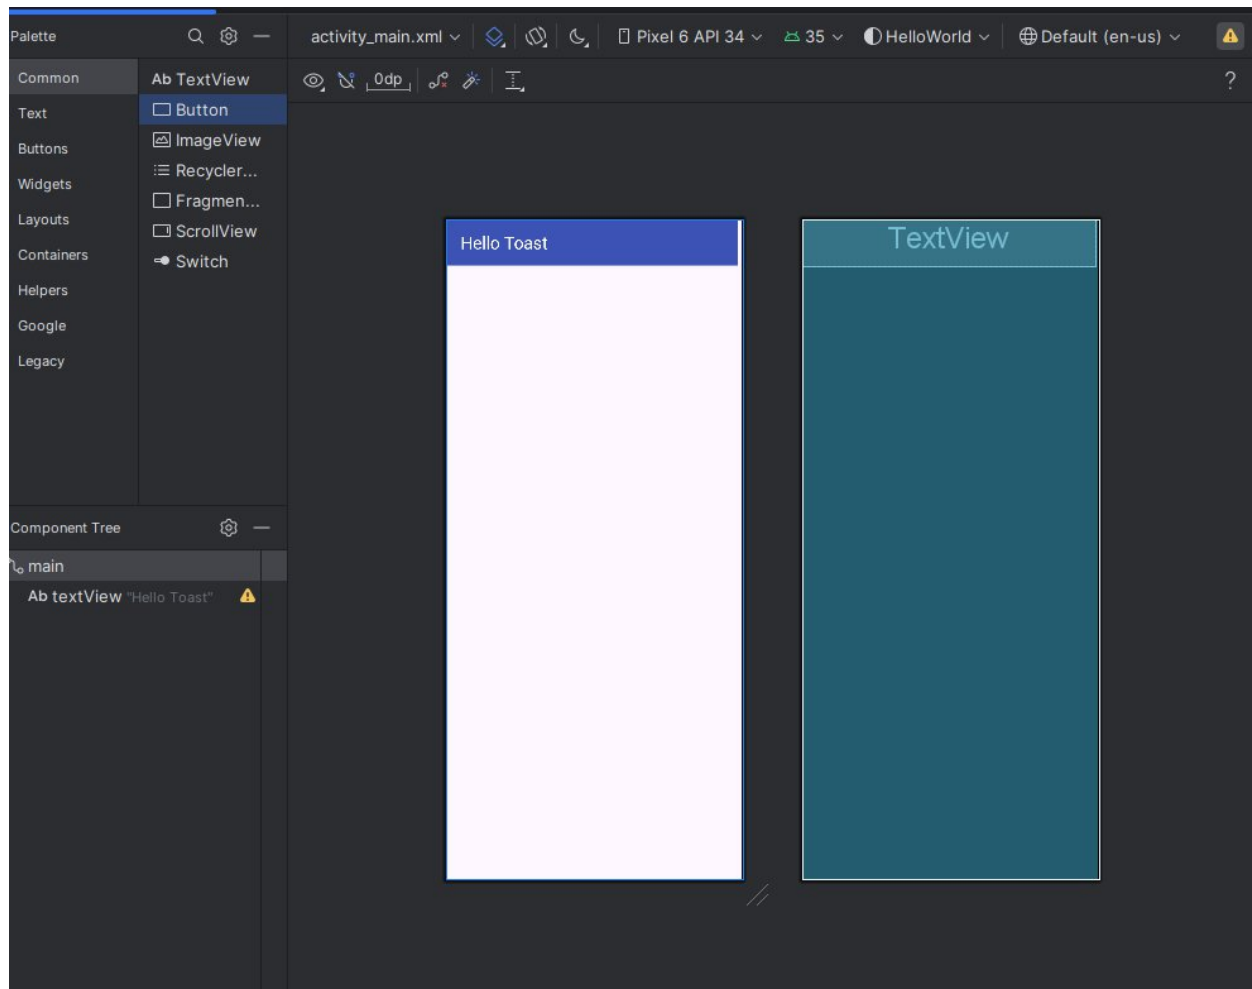 Palette
activity_main.xml
Pixel 6 API 34
35
HelloWorld
Default (en-us)
Common
Text
Buttons
Widgets
Layouts
Containers
Helpers
Google
Legacy
Ab TextView
Button
ImageView
Recycler...
Fragmen...
ScrollView
Switch
0dp
?
Hello Toast
TextView
Component Tree
main
Ab textView "Hello Toast"